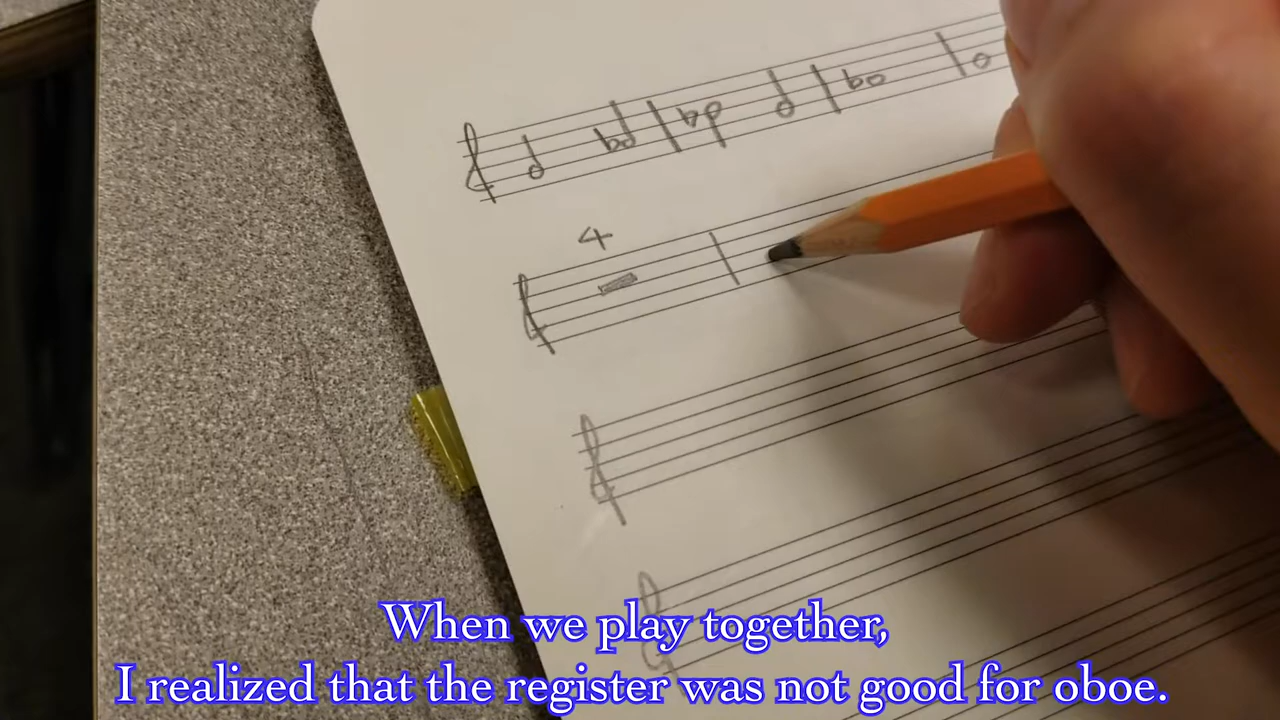 4
When we play together,
I realized that the register was not good for oboe.